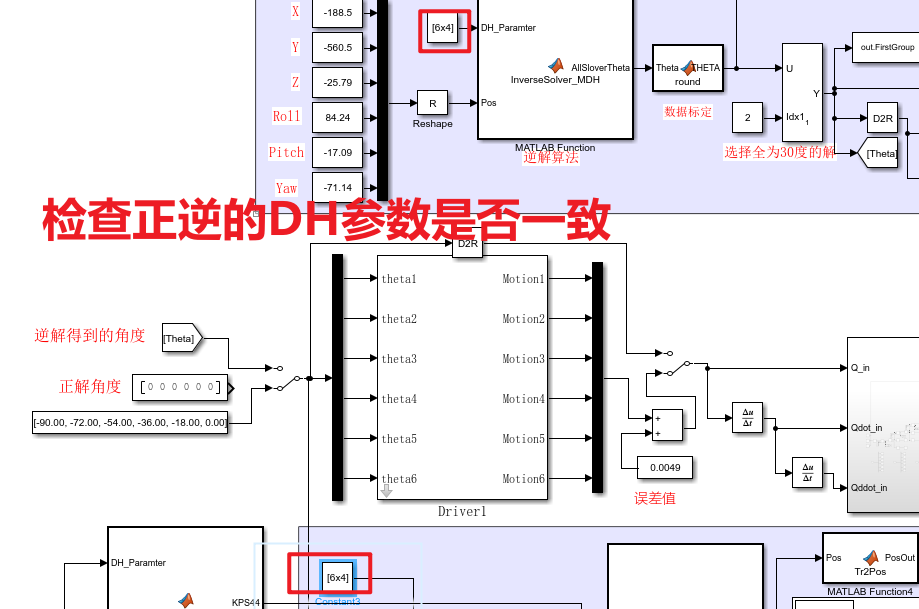 X
-188.5
[6x4]
DH_Paramter
Y
-560.5
out.FirstGroup
AllSloverTheta
Theta
THETA
U
InverseSolver_MDH
round
Z
-25.79
Y
R
Pos
数据标定
2
Idx1
1
D2R
Roll
84.24
Reshape
MATLAB Function
逆解算法
选择全为30度的解
[Theta]
Pitch
-17.09
Yaw
-71.14
检查正逆的DH参数是否一致
D2R
theta1
Motion1
theta2
Motion2
逆解得到的角度
[Theta]
theta3
Motion3
Q_in
正解角度
[0 0 0 0 0 0]
theta4
Motion4
[-90.00, -72.00, -54.00, -36.00, -18.00, 0.00]
+
+
Δu
Δt
Qdot_in
theta5
Motion5
0.0049
Δu
Δt
theta6
Motion6
Qddot_in
误差值
Driver1
DH_Paramter
[6x4]
Pos
PosOut
Tr2Pos
KPS44
Constant3
MATLAB Function4